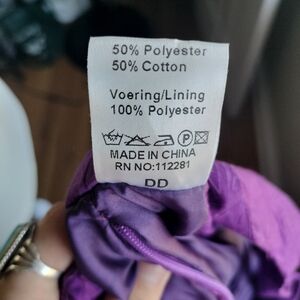 50% Polyester
50% Cotton
Voering/Lining
100% Polyester
P
MADE IN CHINA
RN NO:112281
DD